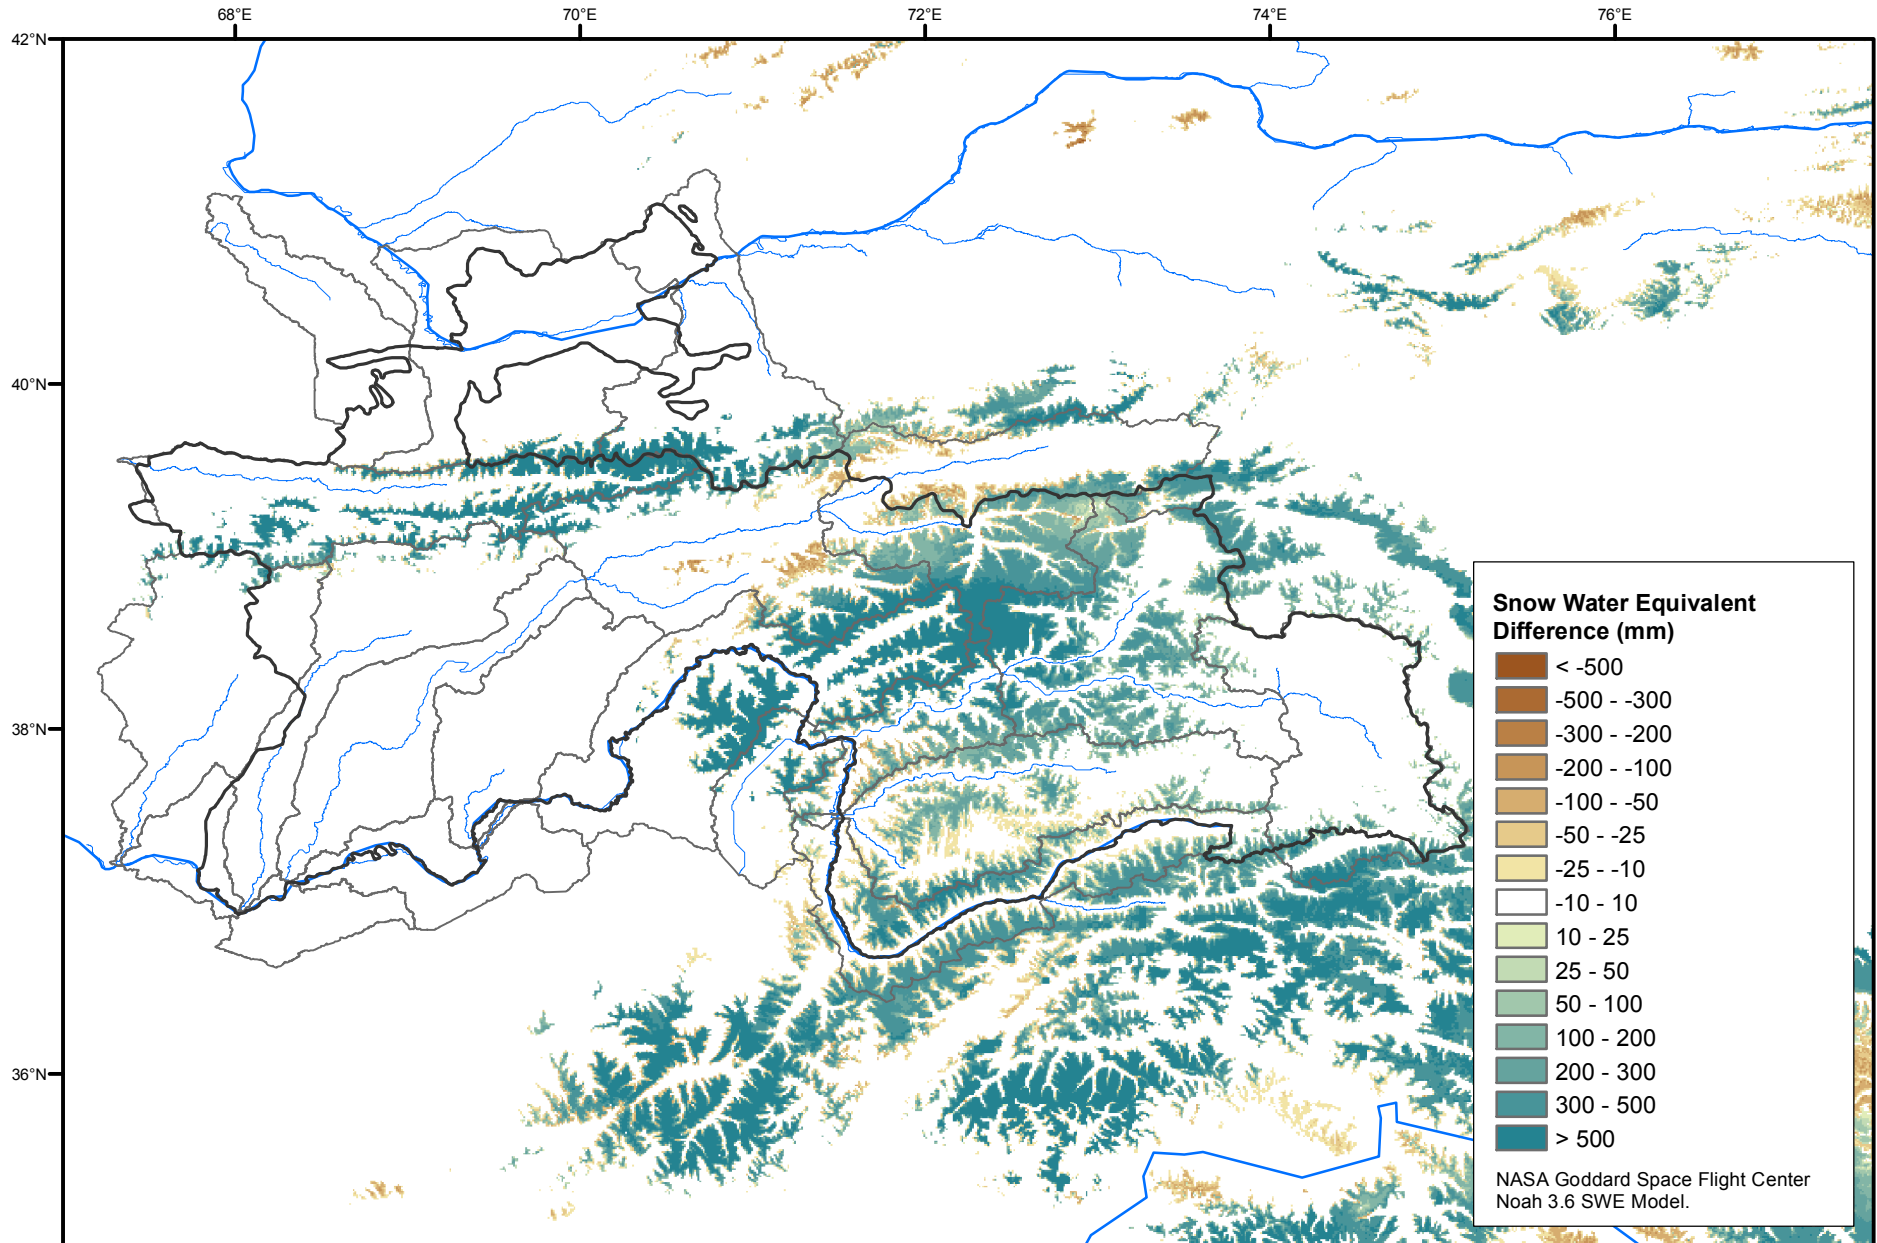 68°E 70°E 72°E 74°E 76°E
42°N
40°N
38°N
36°N
Snow Water Equivalent
Difference (mm)
< -500
-500 - -300
-300 - -200
-200 - -100
-100 - -50
-50 - -25
-25 - -10
-10 - 10
10 - 25
25 - 50
50 - 100
100 - 200
200 - 300
300 - 500
> 500
NASA Goddard Space Flight Center
Noah 3.6 SWE Model.